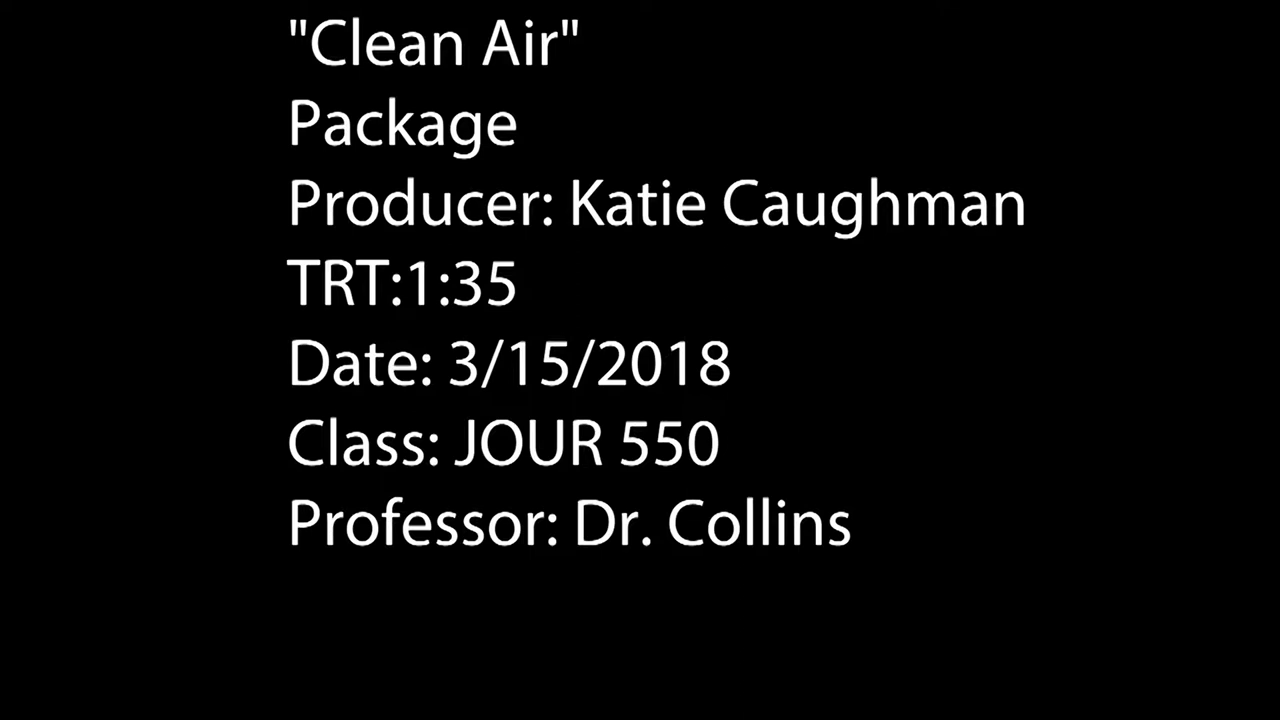 "Clean Air"
Package
Producer: Katie Caughman
TRT:1:35
Date: 3/15/2018
Class: JOUR 550
Professor: Dr. Collins